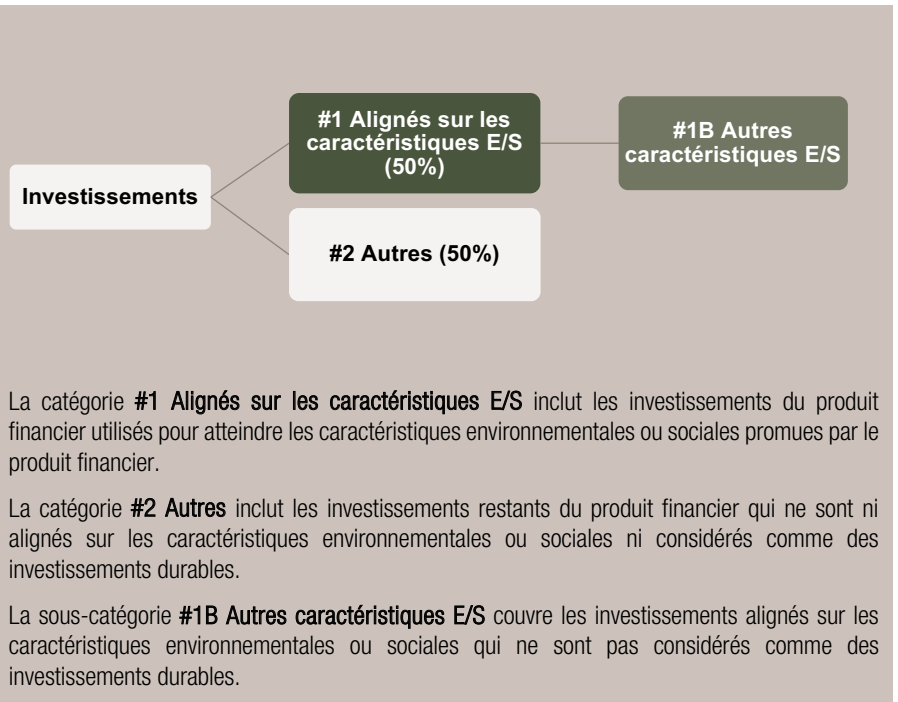 #1 Alignés sur les
caractéristiques E/S
(50%)
#1B Autres
caractéristiques E/S
Investissements
#2 Autres (50%)
La catégorie #1 Alignés sur les caractéristiques E/S inclut les investissements du produit
financier utilisés pour atteindre les caractéristiques environnementales ou sociales promues par le
produit financier.
La catégorie #2 Autres inclut les investissements restants du produit financier qui ne sont ni
alignés sur les caractéristiques environnementales ou sociales ni considérés comme des
investissements durables.
La sous-catégorie #1B Autres caractéristiques E/S couvre les investissements alignés sur les
caractéristiques environnementales ou sociales qui ne sont pas considérés comme des
investissements durables.